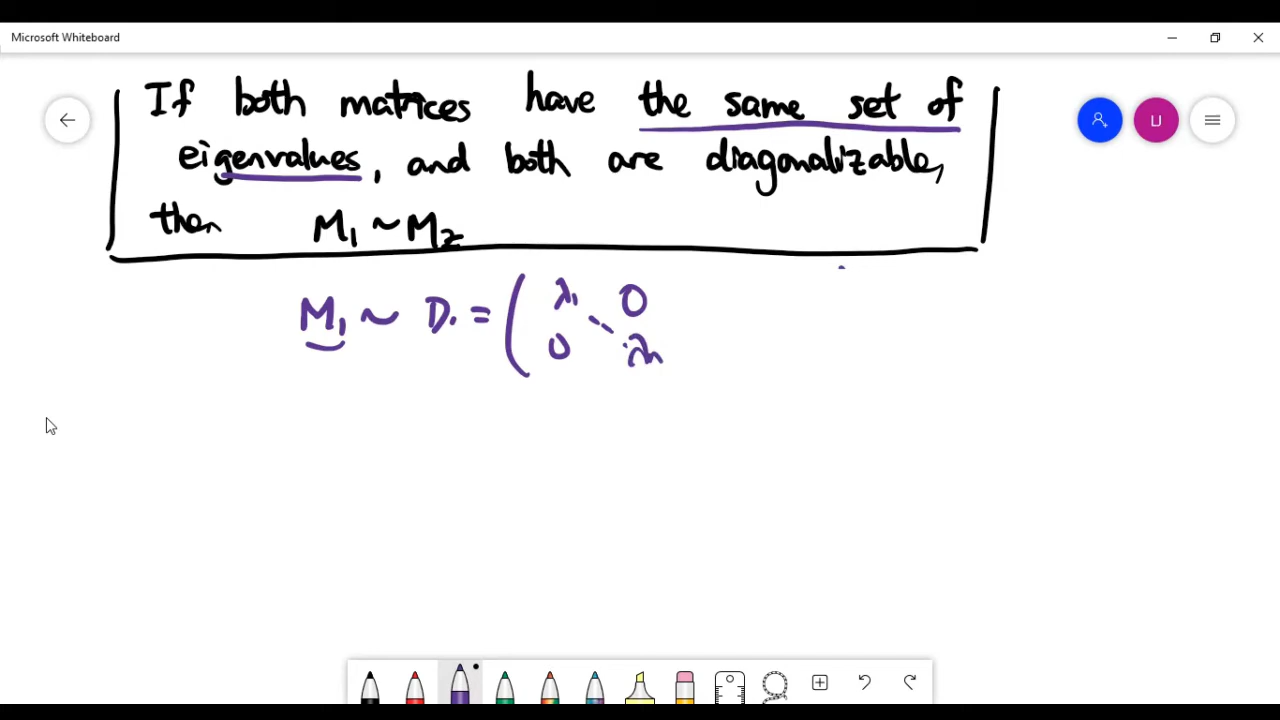 Microsoft Whiteboard
If both matrices have the same set of
eigenvalues, and both are diagonalizable,
then M₁ ~ M₂
M₁ ~ D₁ = ( λ₁ 0
0 λn
U